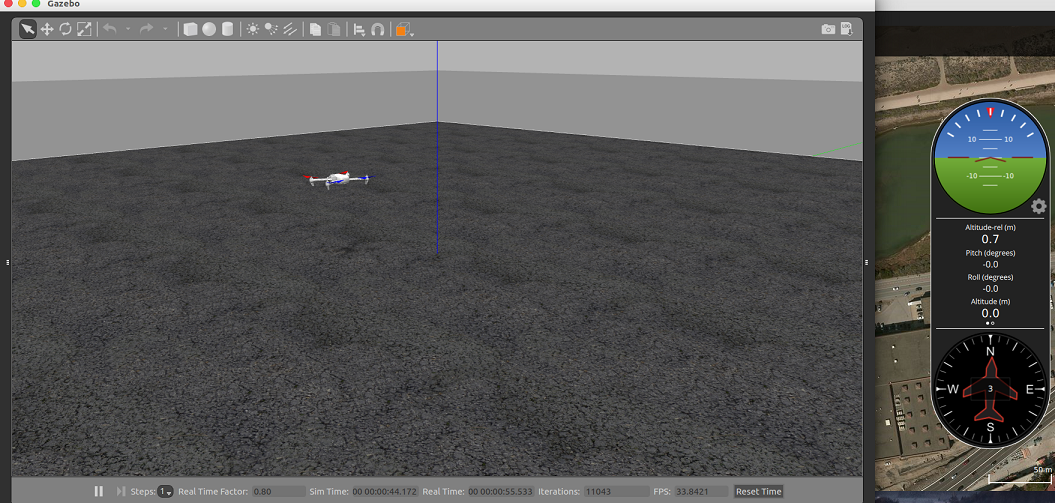 Gazebo
10 10
-10 -10
Altitude-rel (m)
0.7
Pitch (degrees)
-0.0
Roll (degrees)
-0.0
Altitude (m)
0.0
N
W 3 E
S
50 m
Steps: 1 Real Time Factor: 0.80 Sim Time: 00 00:00:44.172 Real Time: 00 00:00:55.533 Iterations: 11043 FPS: 33.8421 Reset Time